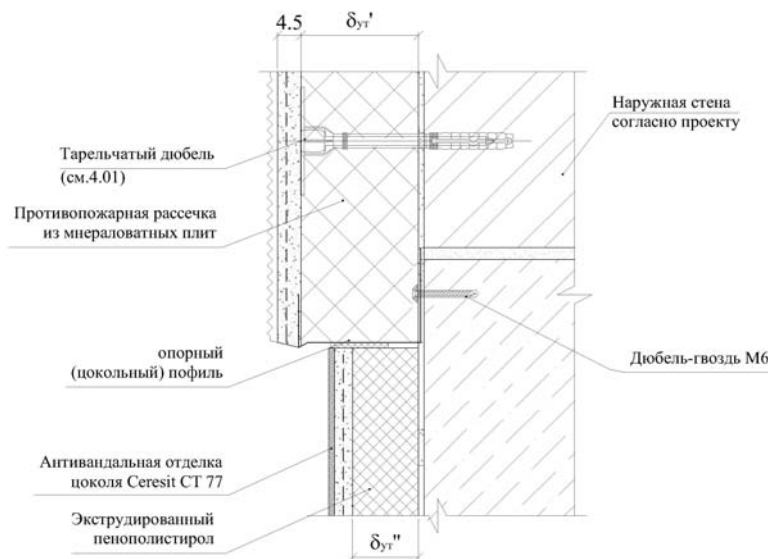 4.5
δут'
Наружная стена
согласно проекту
Тарельчатый дюбель
(см.4.01)
Противопожарная рассечка
из мнераловатных плит
опорный
(цокольный) пофиль
Дюбель-гвоздь М6
Антивандальная отделка
цоколя Ceresit CT 77
Экструдированный
пенополистирол
δут"